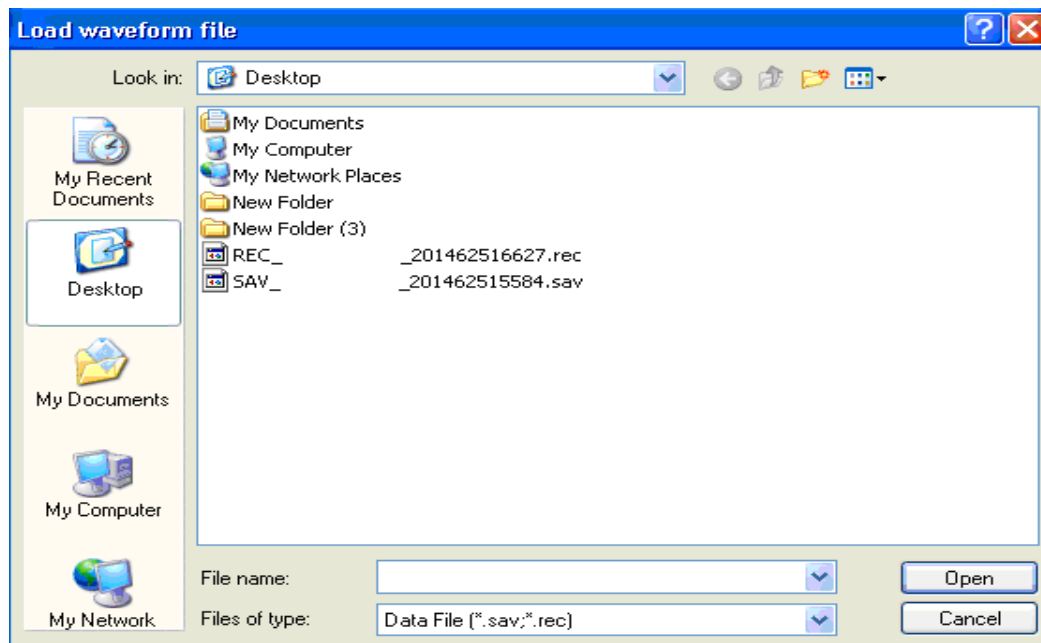 Load waveform file
Look in: Desktop
My Recent
Documents
Desktop
My Documents
My Computer
My Network
My Documents
My Computer
My Network Places
New Folder
New Folder (3)
REC_ _201462516627.rec
SAV_ _201462515584.sav
File name:
Open
Files of type: Data File (*.sav;*.rec)
Cancel